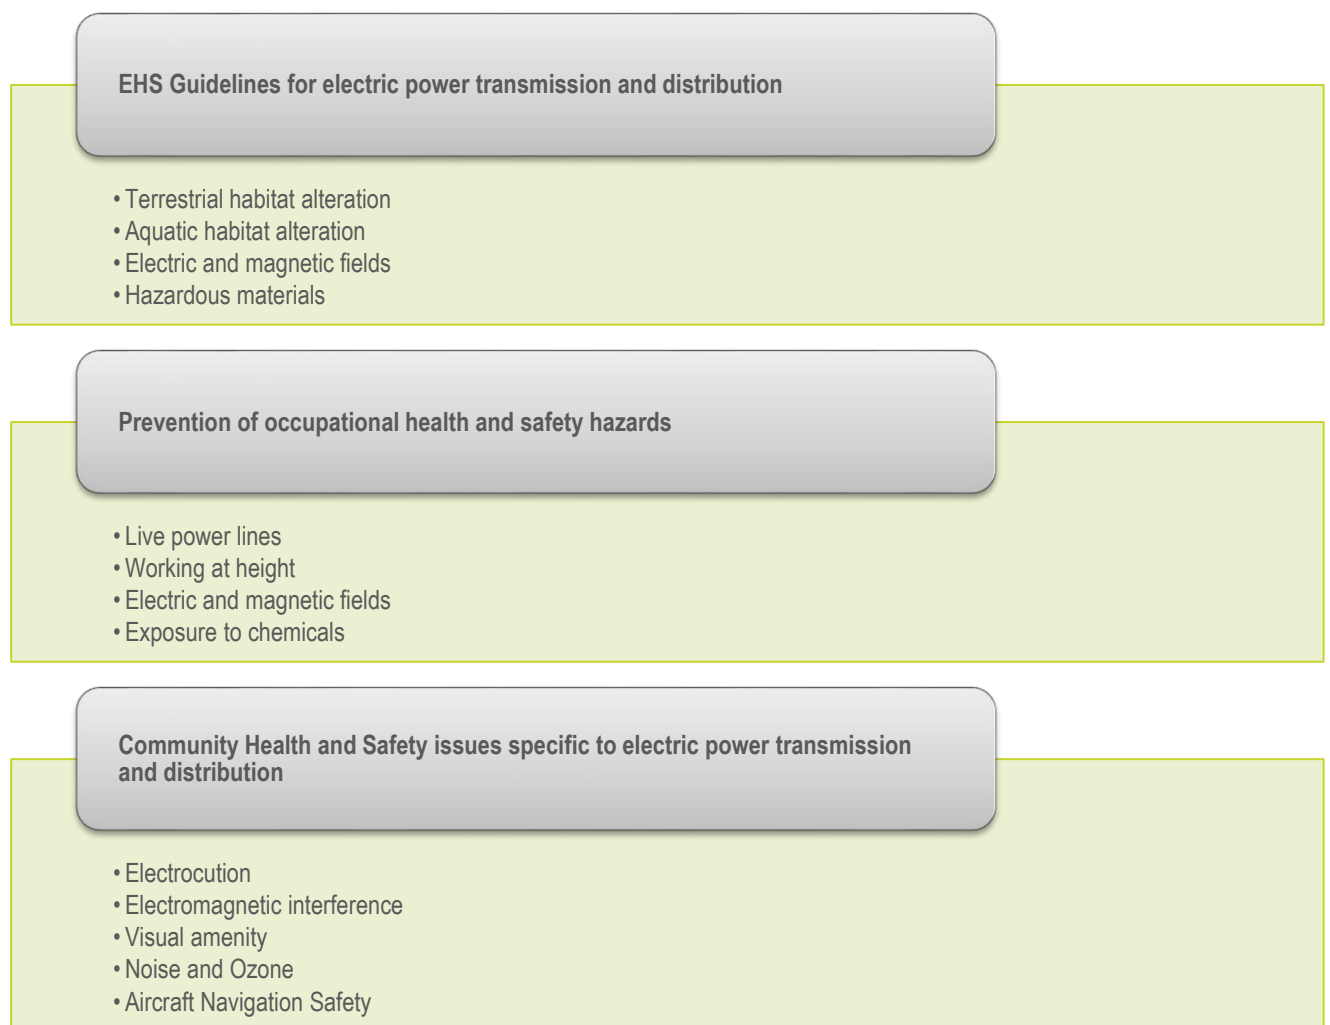 EHS Guidelines for electric power transmission and distribution
• Terrestrial habitat alteration
• Aquatic habitat alteration
• Electric and magnetic fields
• Hazardous materials
Prevention of occupational health and safety hazards
• Live power lines
• Working at height
• Electric and magnetic fields
• Exposure to chemicals
Community Health and Safety issues specific to electric power transmission
and distribution
• Electrocution
• Electromagnetic interference
• Visual amenity
• Noise and Ozone
• Aircraft Navigation Safety